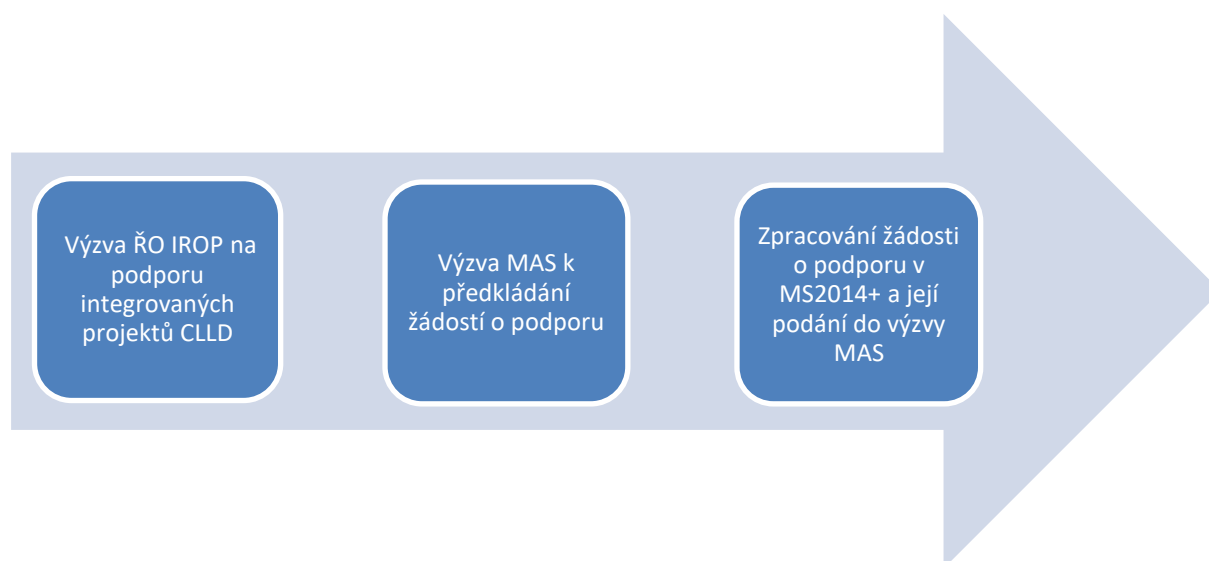 Výzva ŘO IROP na
podporu
integrovaných
projektů CLLD
Výzva MAS k
předkládání
žádostí o podporu
Zpracování žádosti
o podporu v
MS2014+ a její
podání do výzvy
MAS